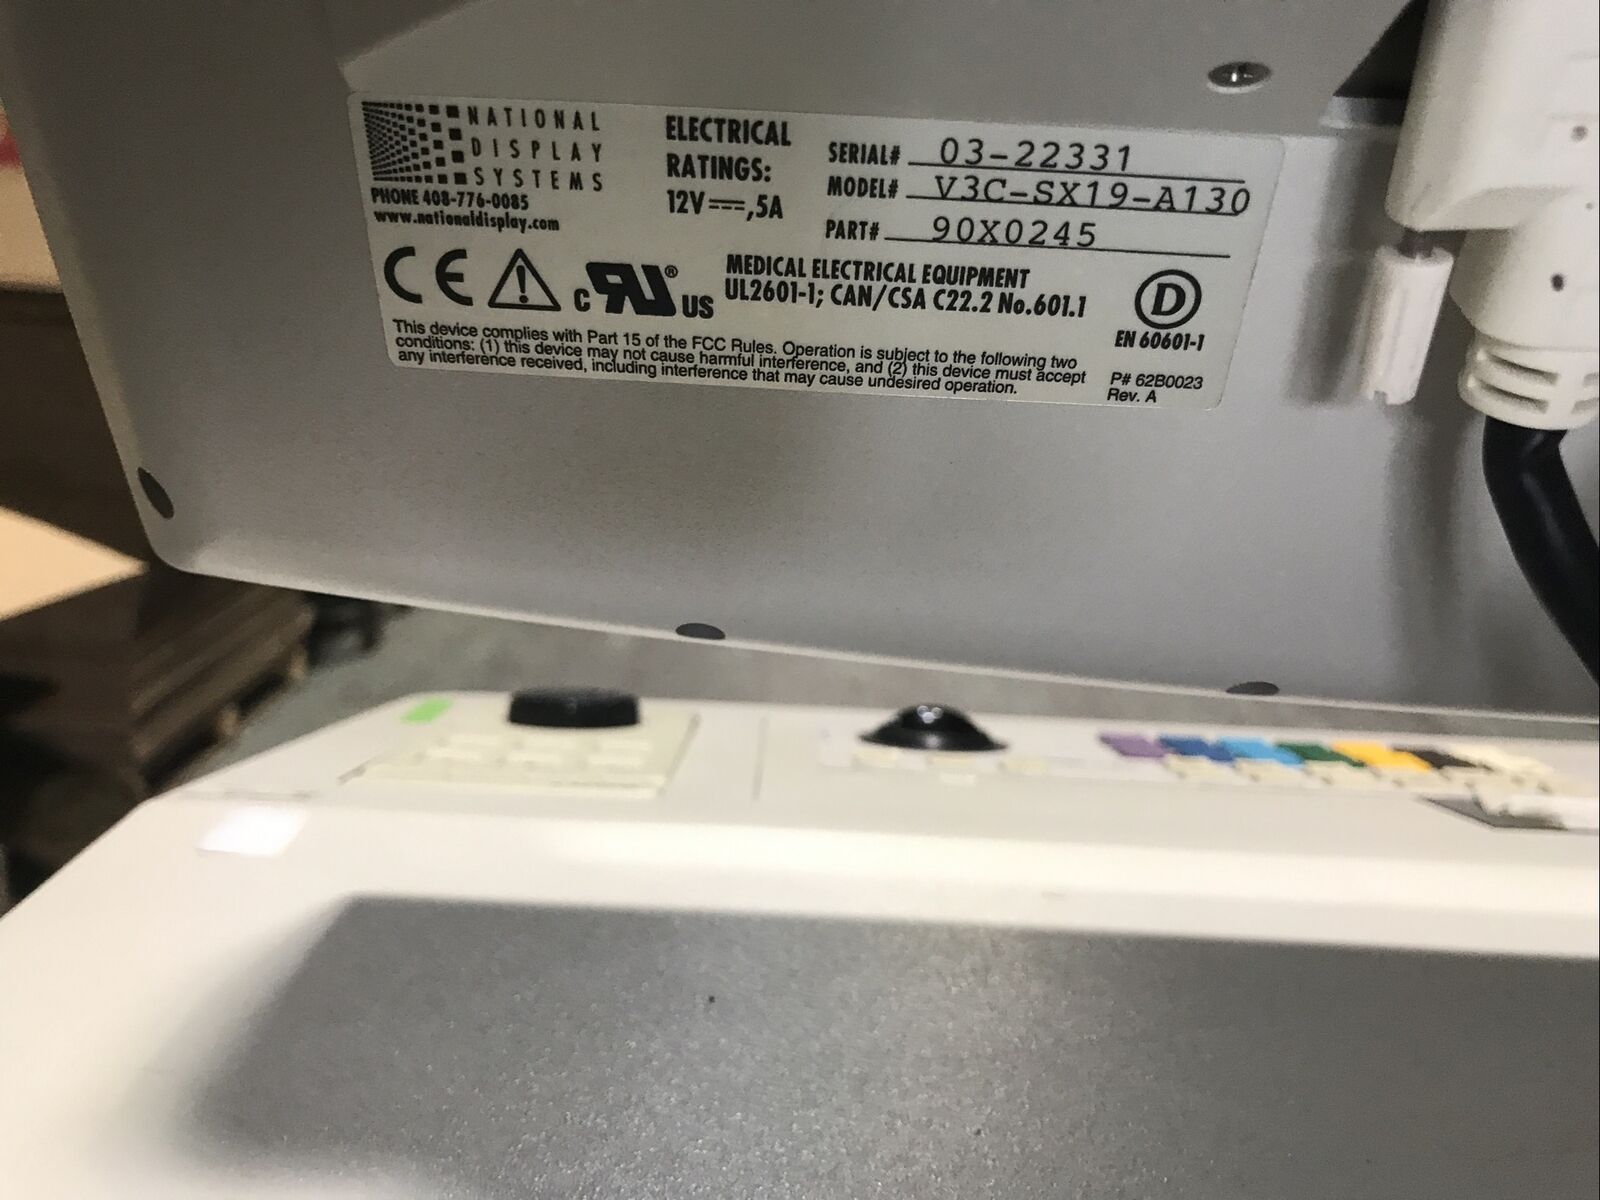 NATIONAL
DISPLAY
SYSTEMS
PHONE 408-776-0085
www.nationaldisplay.com
ELECTRICAL
RATINGS:
12V⎓,5A
SERIAL# 03-22331
MODEL# V3C-SX19-A130
PART# 90X0245
CE
c RU® US
MEDICAL ELECTRICAL EQUIPMENT
UL2601-1; CAN/CSA C22.2 No.601.1
D
EN 60601-1
This device complies with Part 15 of the FCC Rules. Operation is subject to the following two
conditions: (1) this device may not cause harmful interference, and (2) this device must accept
any interference received, including interference that may cause undesired operation.
P# 62B0023
Rev. A